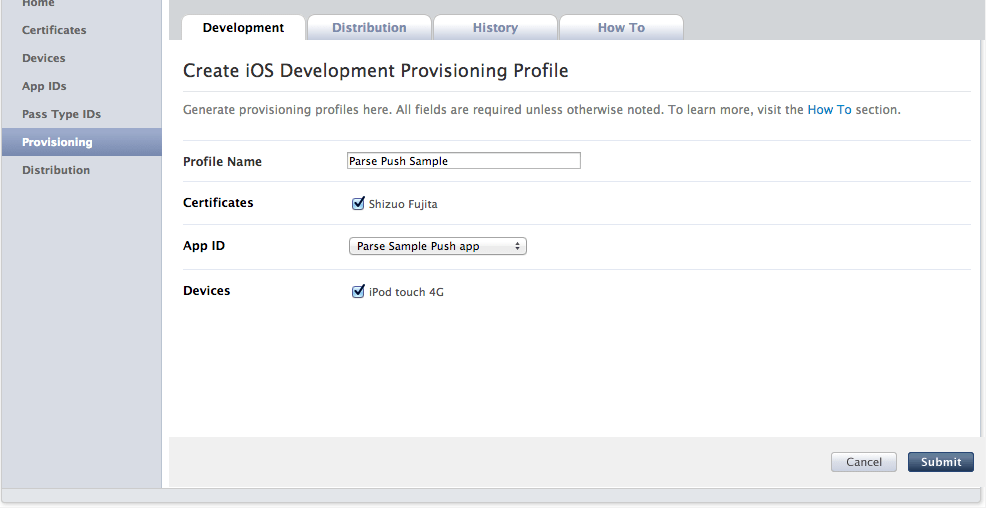 Home
Certificates
Devices
App IDs
Pass Type IDs
Provisioning
Distribution
Development Distribution History How To
Create iOS Development Provisioning Profile
Generate provisioning profiles here. All fields are required unless otherwise noted. To learn more, visit the How To section.
Profile Name Parse Push Sample
Certificates Shizuo Fujita
App ID Parse Sample Push app
Devices iPod touch 4G
Cancel Submit